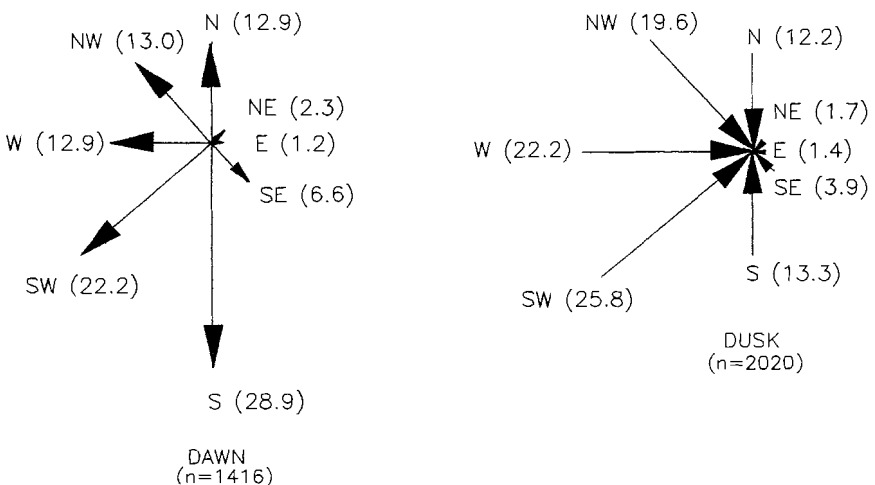 N (12.9)
NW (13.0)
NE (2.3)
W (12.9)
E (1.2)
SE (6.6)
SW (22.2)
S (28.9)
DAWN
(n=1416)
NW (19.6)
N (12.2)
NE (1.7)
W (22.2)
E (1.4)
SE (3.9)
S (13.3)
SW (25.8)
DUSK
(n=2020)